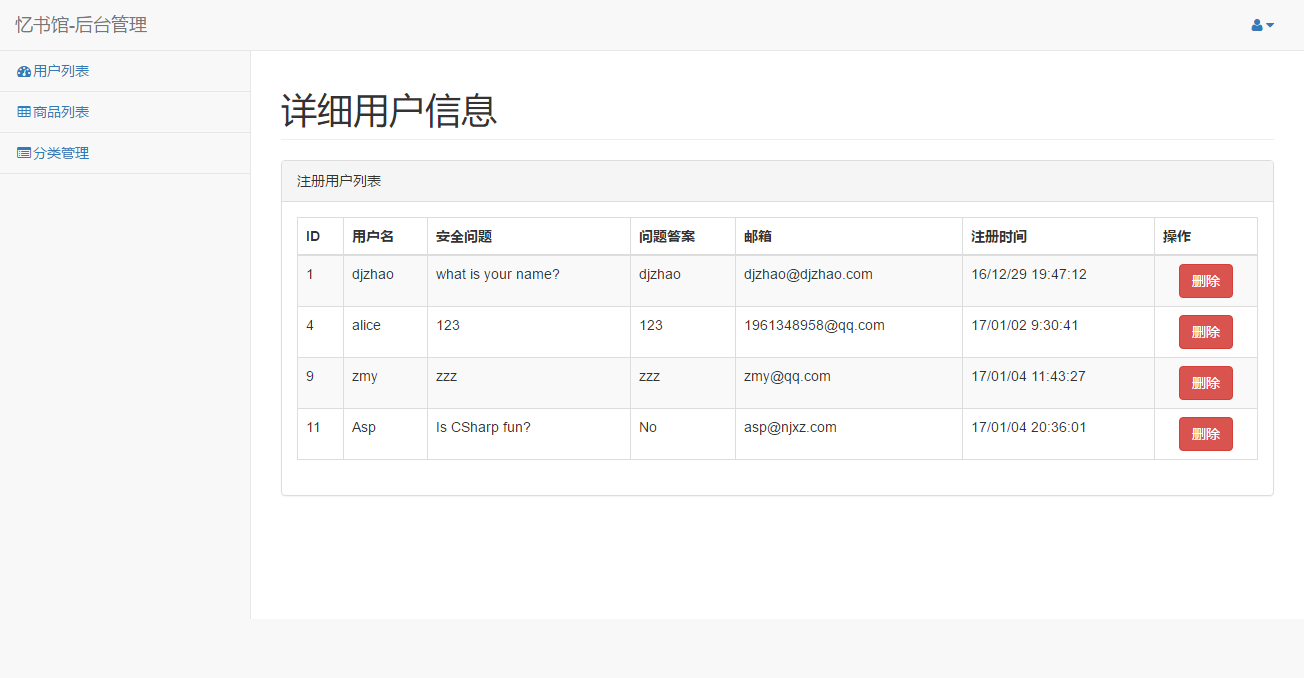 忆书馆-后台管理
用户列表
商品列表
分类管理
详细用户信息
注册用户列表
ID 用户名 安全问题 问题答案 邮箱 注册时间 操作
1 djzhao what is your name? djzhao djzhao@djzhao.com 16/12/29 19:47:12 删除
4 alice 123 123 1961348958@qq.com 17/01/02 9:30:41 删除
9 zmy zzz zzz zmy@qq.com 17/01/04 11:43:27 删除
11 Asp Is CSharp fun? No asp@njxz.com 17/01/04 20:36:01 删除